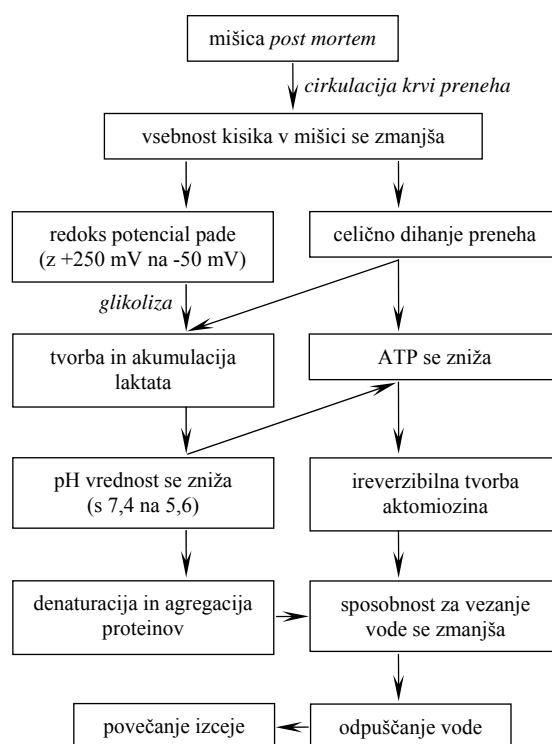 mišica post mortem
cirkulacija krvi preneha
vsebnost kisika v mišici se zmanjša
redoks potencial pade
(z +250 mV na -50 mV)
celično dihanje preneha
glikoliza
tvorba in akumulacija
laktata
ATP se zniža
pH vrednost se zniža
(s 7,4 na 5,6)
ireverzibilna tvorba
aktomiozina
denaturacija in agregacija
proteinov
sposobnost za vezanje
vode se zmanjša
povečanje izceje
odpuščanje vode